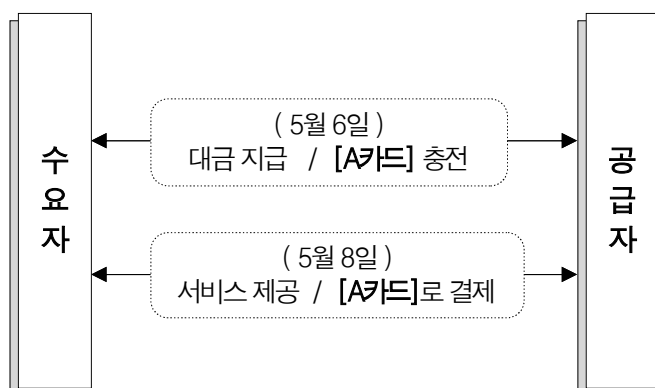 수요자
( 5월 6일 )
대금 지급 / [A카드] 충전
( 5월 8일 )
서비스 제공 / [A카드]로 결제
공급자